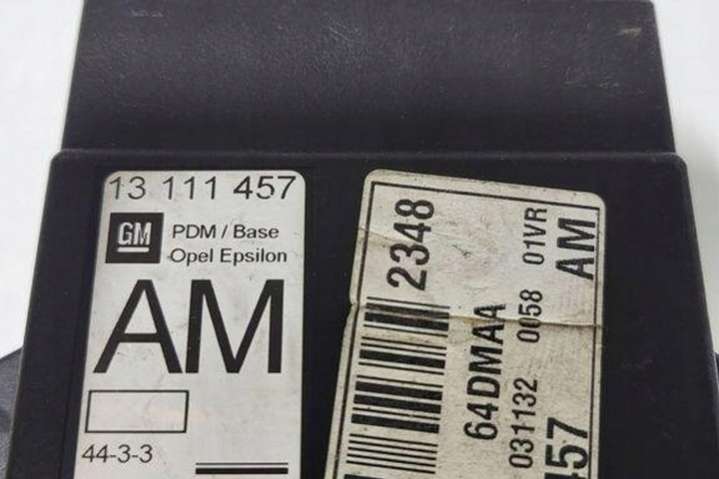 13 111 457
GM
PDM / Base
Opel Epsilon
AM
44-3-3
2348
64DMAA
031132 0058 01VR
457 AM